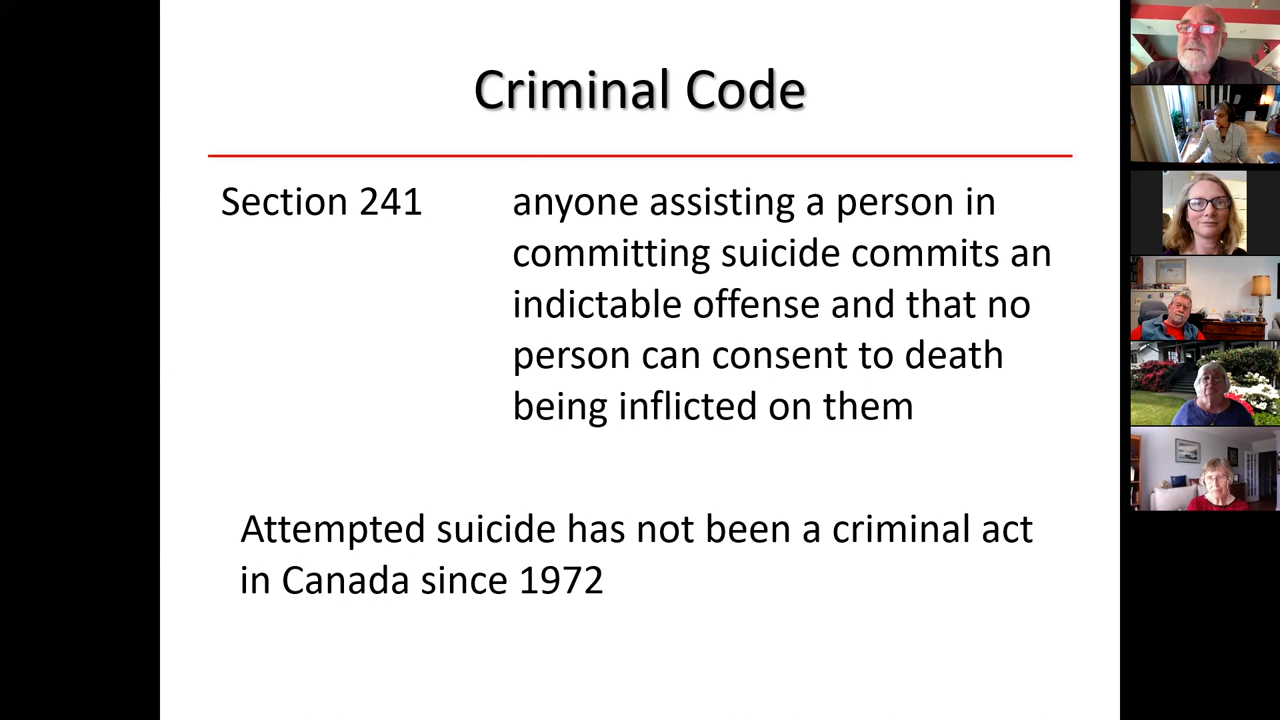 Criminal Code
Section 241
anyone assisting a person in
committing suicide commits an
indictable offense and that no
person can consent to death
being inflicted on them
Attempted suicide has not been a criminal act
in Canada since 1972